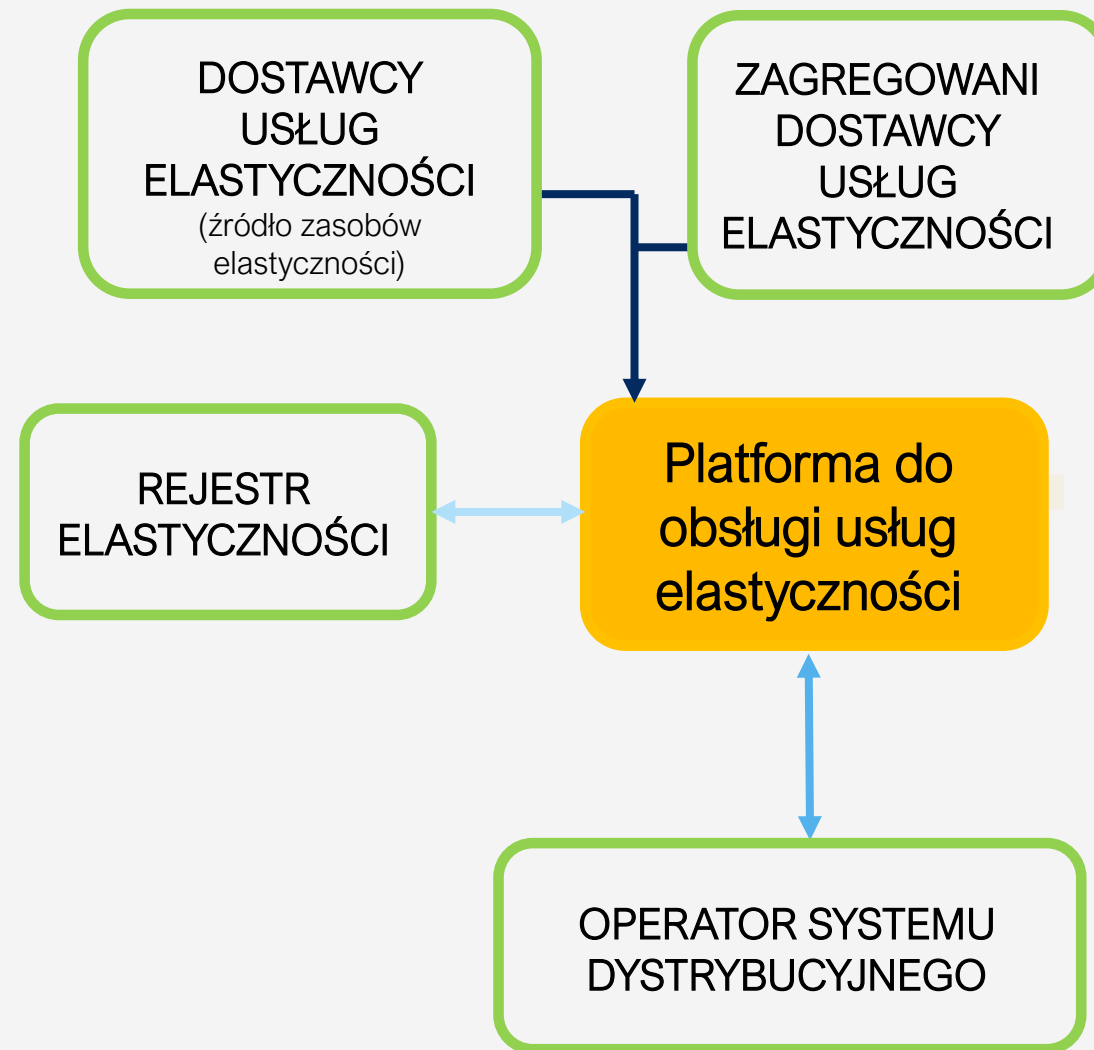 DOSTAWCY
USŁUG
ELASTYCZNOŚCI
(źródło zasobów
elastyczności)
ZAGREGOWANI
DOSTAWCY
USŁUG
ELASTYCZNOŚCI
REJESTR
ELASTYCZNOŚCI
Platforma do
obsługi usług
elastyczności
OPERATOR SYSTEMU
DYSTRYBUCYJNEGO